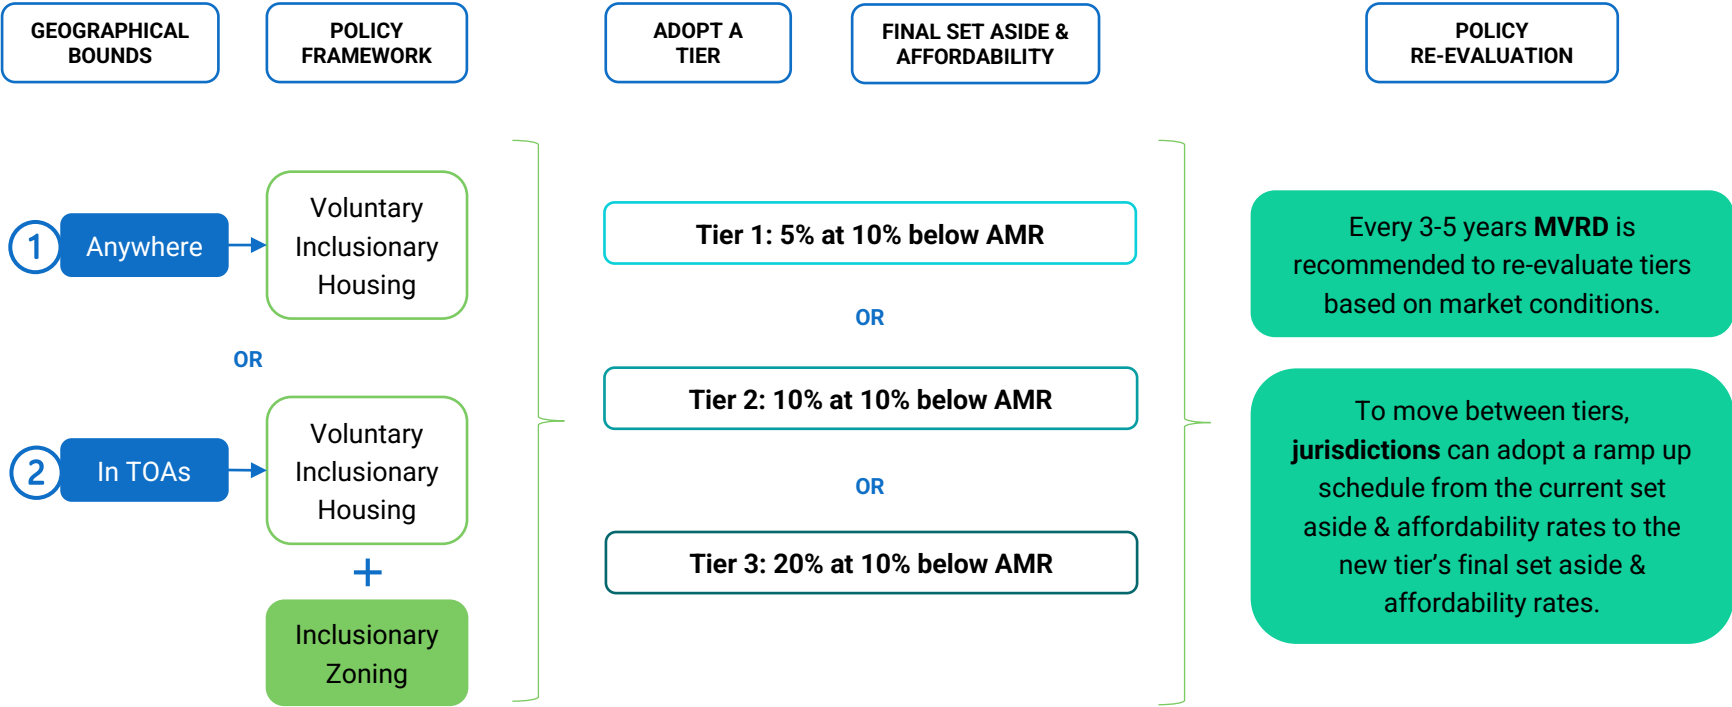 GEOGRAPHICAL
BOUNDS
POLICY
FRAMEWORK
ADOPT A
TIER
FINAL SET ASIDE &
AFFORDABILITY
POLICY
RE-EVALUATION
1
Anywhere
Voluntary
Inclusionary
Housing
OR
2
In TOAs
Voluntary
Inclusionary
Housing
+
Inclusionary
Zoning
Tier 1: 5% at 10% below AMR
OR
Tier 2: 10% at 10% below AMR
OR
Tier 3: 20% at 10% below AMR
Every 3-5 years MVRD is
recommended to re-evaluate tiers
based on market conditions.
To move between tiers,
jurisdictions can adopt a ramp up
schedule from the current set
aside & affordability rates to the
new tier’s final set aside &
affordability rates.